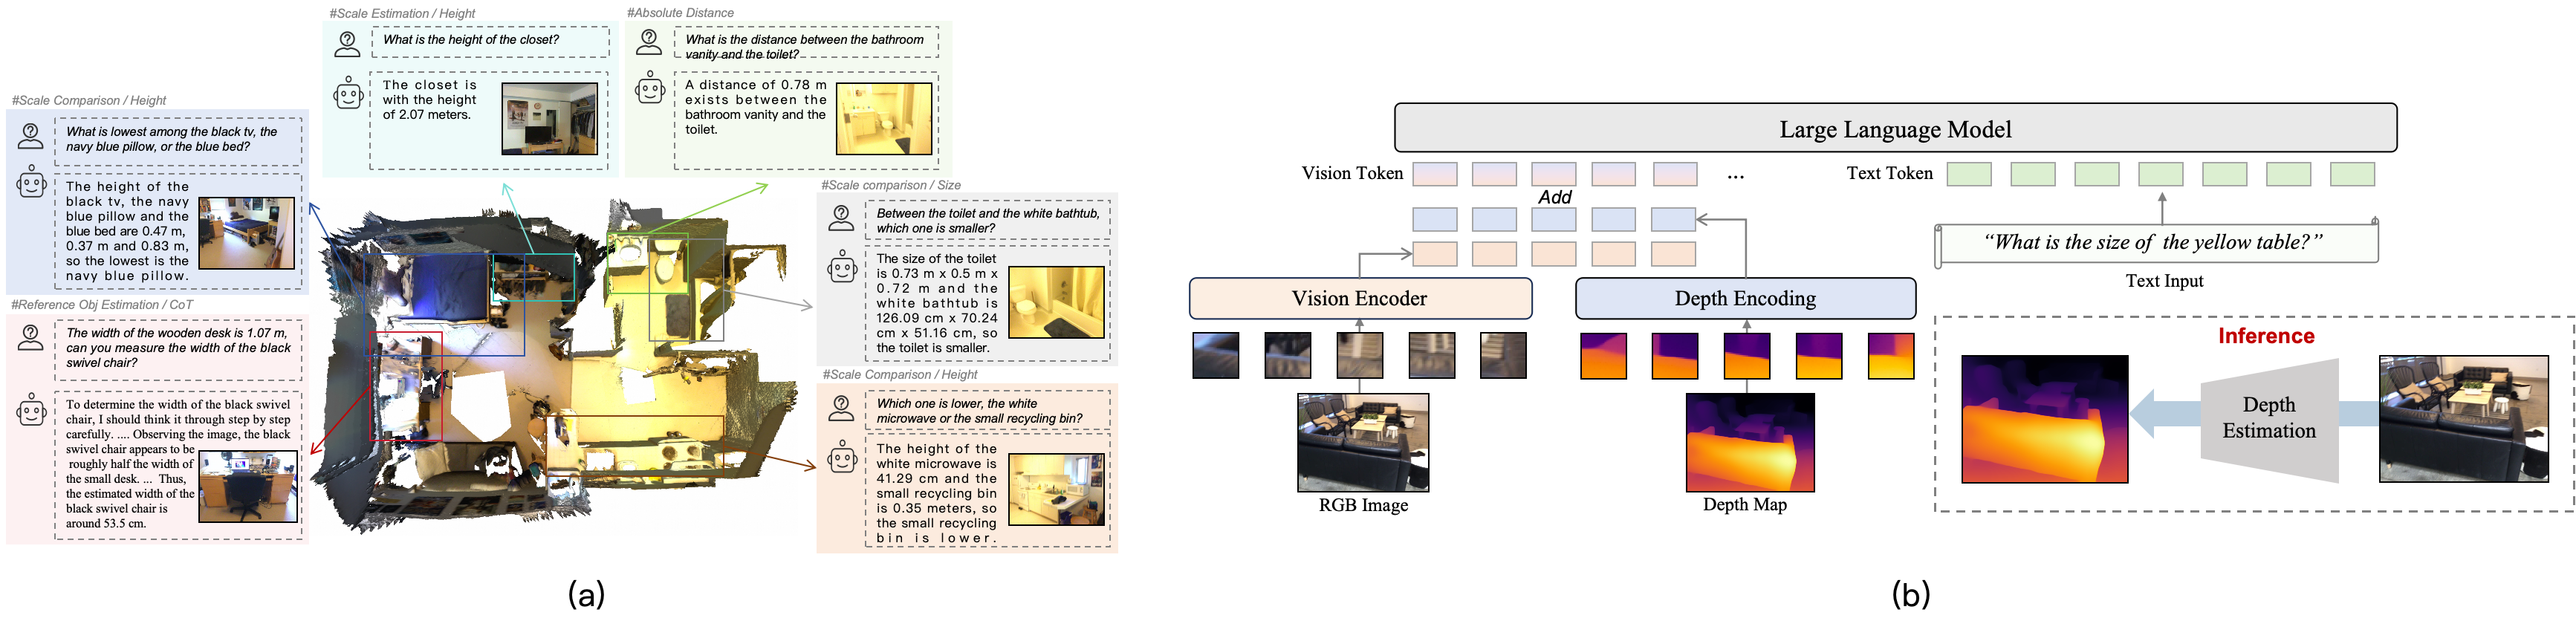 #Scale Estimation / Height
What is the height of the closet?
The closet is
with the height
of 2.07 meters.
#Absolute Distance
What is the distance between the bathroom
vanity and the toilet?
A distance of 0.78 m
exists between the
bathroom vanity and the
toilet.
#Scale Comparison / Height
What is lowest among the black tv, the
navy blue pillow, or the blue bed?
The height of the
black tv, the navy
blue pillow and the
blue bed are 0.47 m,
0.37 m and 0.83 m,
so the lowest is the
navy blue pillow.
#Reference Obj Estimation / CoT
The width of the wooden desk is 1.07 m,
can you measure the width of the black
swivel chair?
To determine the width of the black swivel
chair, I should think it through step by step
carefully. .... Observing the image, the black
swivel chair appears to be
roughly half the width of
the small desk. ... Thus,
the estimated width of the
black swivel chair is
around 53.5 cm.
#Scale comparison / Size
Between the toilet and the white bathtub,
which one is smaller?
The size of the toilet
is 0.73 m x 0.5 m x
0.72 m and the
white bathtub is
126.09 cm x 70.24
cm x 51.16 cm, so
the toilet is smaller.
#Scale Comparison / Height
Which one is lower, the white
microwave or the small recycling bin?
The height of the
white microwave is
41.29 cm and the
small recycling bin
is 0.35 meters, so
the small recycling
bin is lower.
(a)
Large Language Model
Vision Token
...
Text Token
Add
"What is the size of the yellow table?"
Text Input
Vision Encoder
Depth Encoding
RGB Image
Depth Map
Inference
Depth
Estimation
(b)